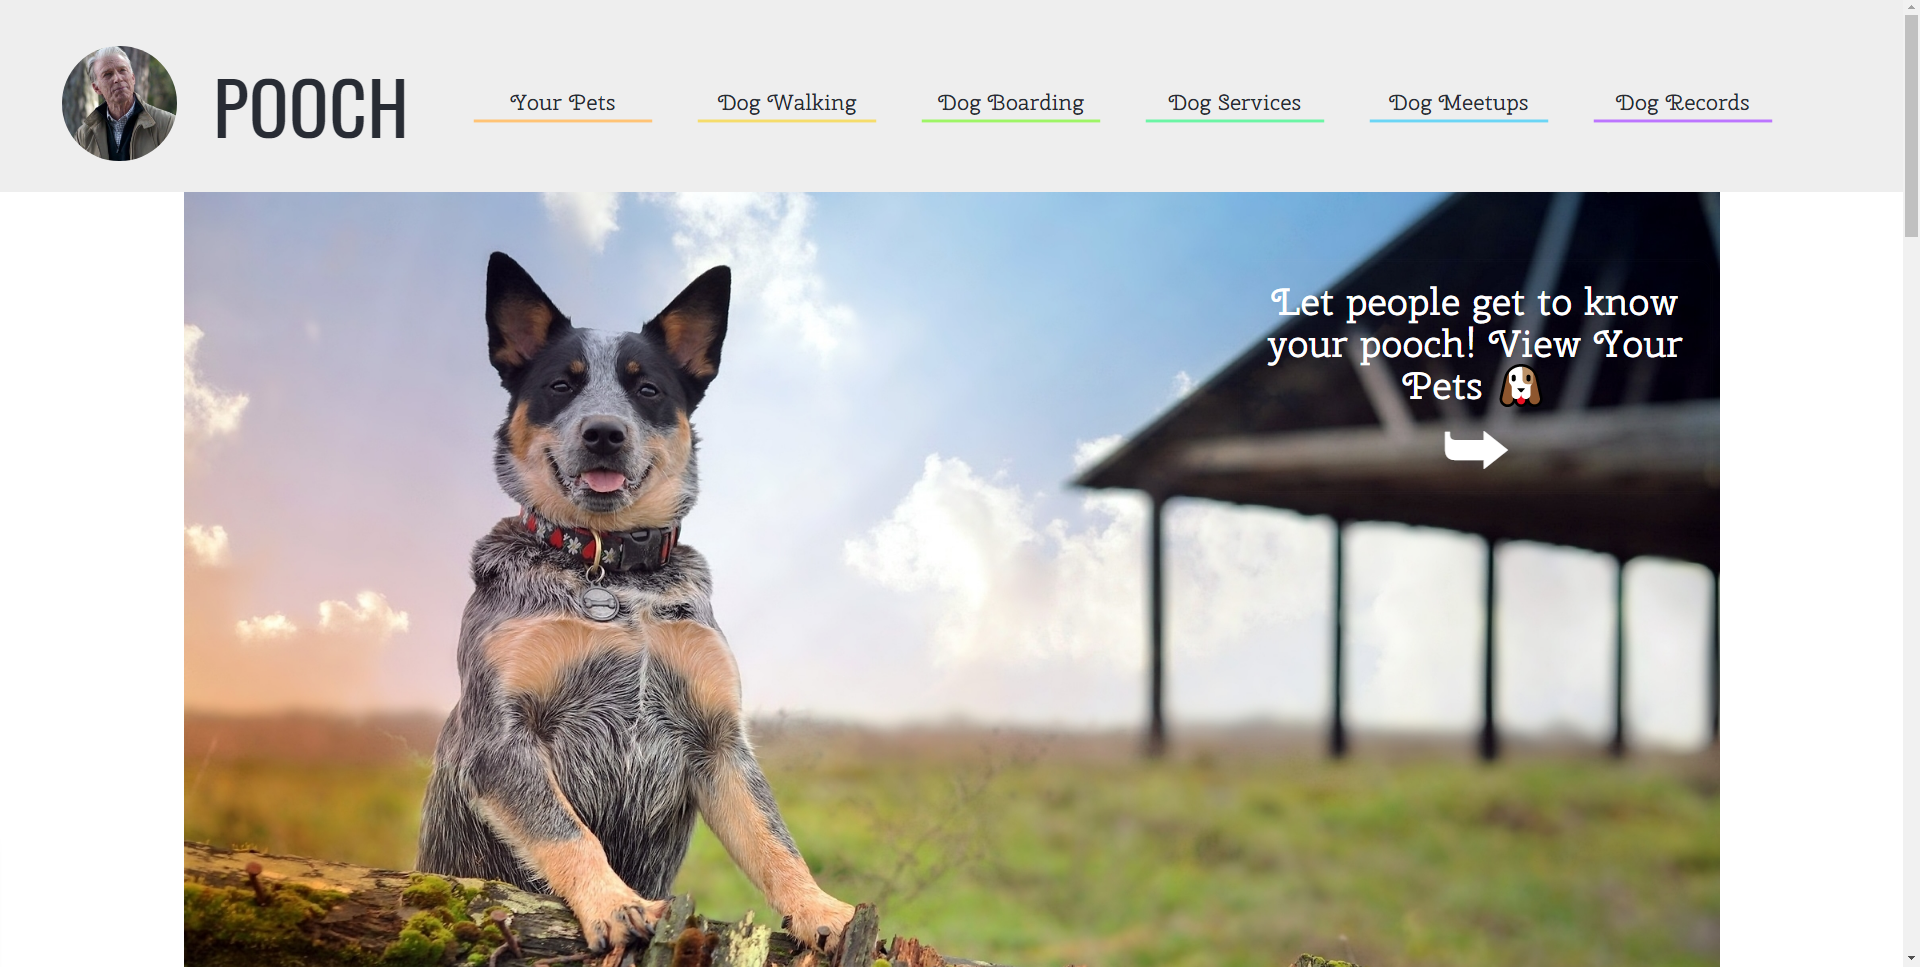 POOCH
Your Pets
Dog Walking
Dog Boarding
Dog Services
Dog Meetups
Dog Records
Let people get to know
your pooch! View Your
Pets